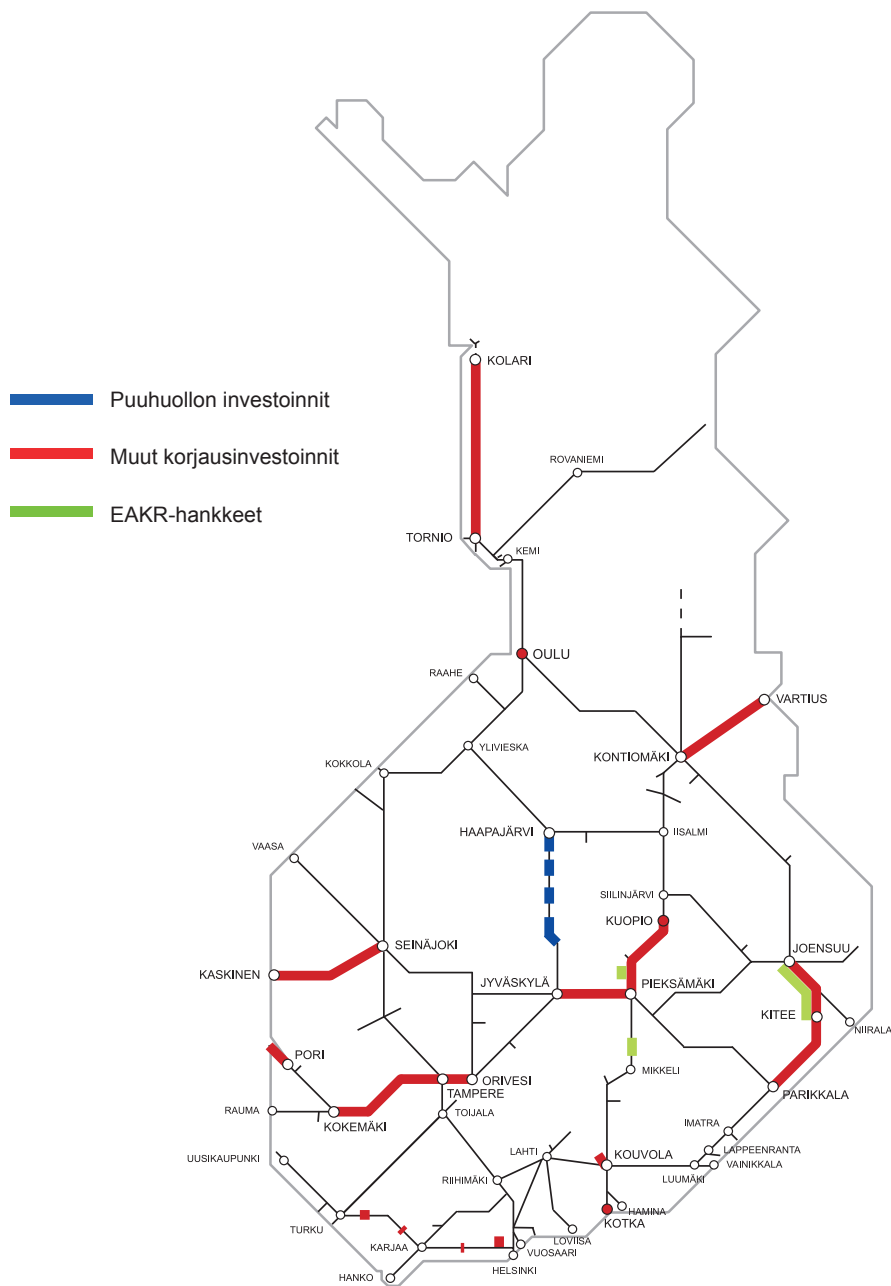 KOLARI
Puuhuollon investoinnit
Muut korjausinvestoinnit
ROVANIEMI
EAKR-hankkeet
TORNIO
KEMI
OULU
RAAHE
VARTIUS
YLIVIESKA
KONTIOMÄKI
KOKKOLA
HAAPAJÄRVI
IISALMI
VAASA
SIILINJÄRVI
KUOPIO
SEINÄJOKI
JOENSUU
KASKINEN
JYVÄSKYLÄ
PIEKSÄMÄKI
KITEE
NIIRALA
PORI
MIKKELI
ORIVESI
PARIKKALA
TAMPERE
RAUMA
KOKEMÄKI
TOIJALA
IMATRA
LAHTI
LAPPEENRANTA
UUSIKAUPUNKI
KOUVOLA
VAINIKKALA
RIIHIMÄKI
LUUMÄKI
HAMINA
TURKU
KOTKA
LOVIISA
KARJAA
VUOSAARI
HELSINKI
HANKO